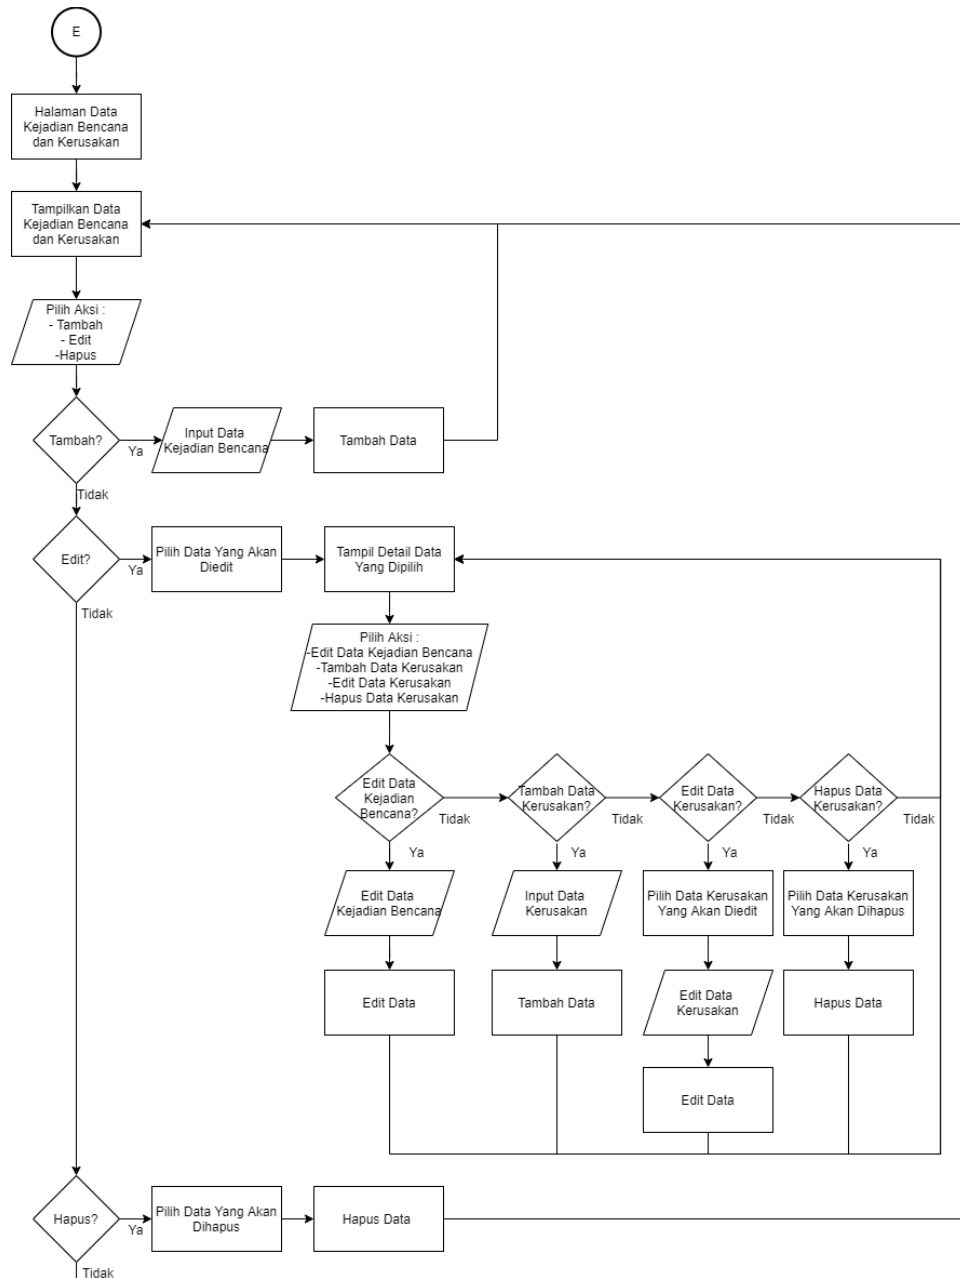 E
Halaman Data
Kejadian Bencana
dan Kerusakan
Tampilkan Data
Kejadian Bencana
dan Kerusakan
Pilih Aksi :
- Tambah
- Edit
-Hapus
Tambah?
Ya
Input Data
Kejadian Bencana
Tambah Data
Tidak
Edit?
Ya
Pilih Data Yang Akan
Diedit
Tampil Detail Data
Yang Dipilih
Tidak
Pilih Aksi :
-Edit Data Kejadian Bencana
-Tambah Data Kerusakan
-Edit Data Kerusakan
-Hapus Data Kerusakan
Edit Data
Kejadian
Bencana?
Tidak
Tambah Data
Kerusakan?
Tidak
Edit Data
Kerusakan?
Tidak
Hapus Data
Kerusakan?
Tidak
Ya
Ya
Ya
Ya
Edit Data
Kejadian Bencana
Input Data
Kerusakan
Pilih Data Kerusakan
Yang Akan Diedit
Pilih Data Kerusakan
Yang Akan Dihapus
Edit Data
Tambah Data
Edit Data
Kerusakan
Hapus Data
Edit Data
Hapus?
Ya
Pilih Data Yang Akan
Dihapus
Hapus Data
Tidak